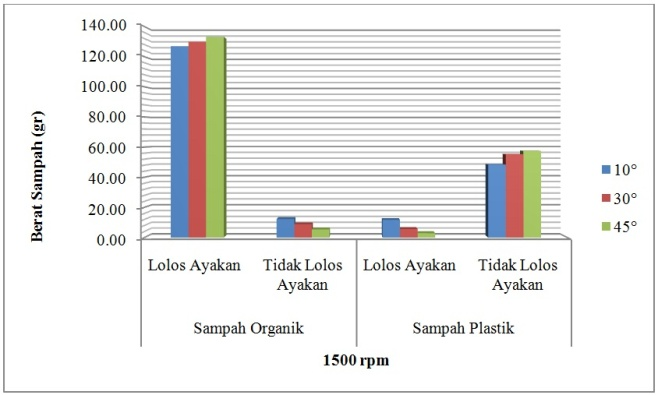 140.00
120.00
100.00
80.00
60.00
40.00
20.00
0.00
Berat Sampah (gr)
Lolos Ayakan
Tidak Lolos
Ayakan
Lolos Ayakan
Tidak Lolos
Ayakan
Sampah Organik
Sampah Plastik
1500 rpm
10°
30°
45°